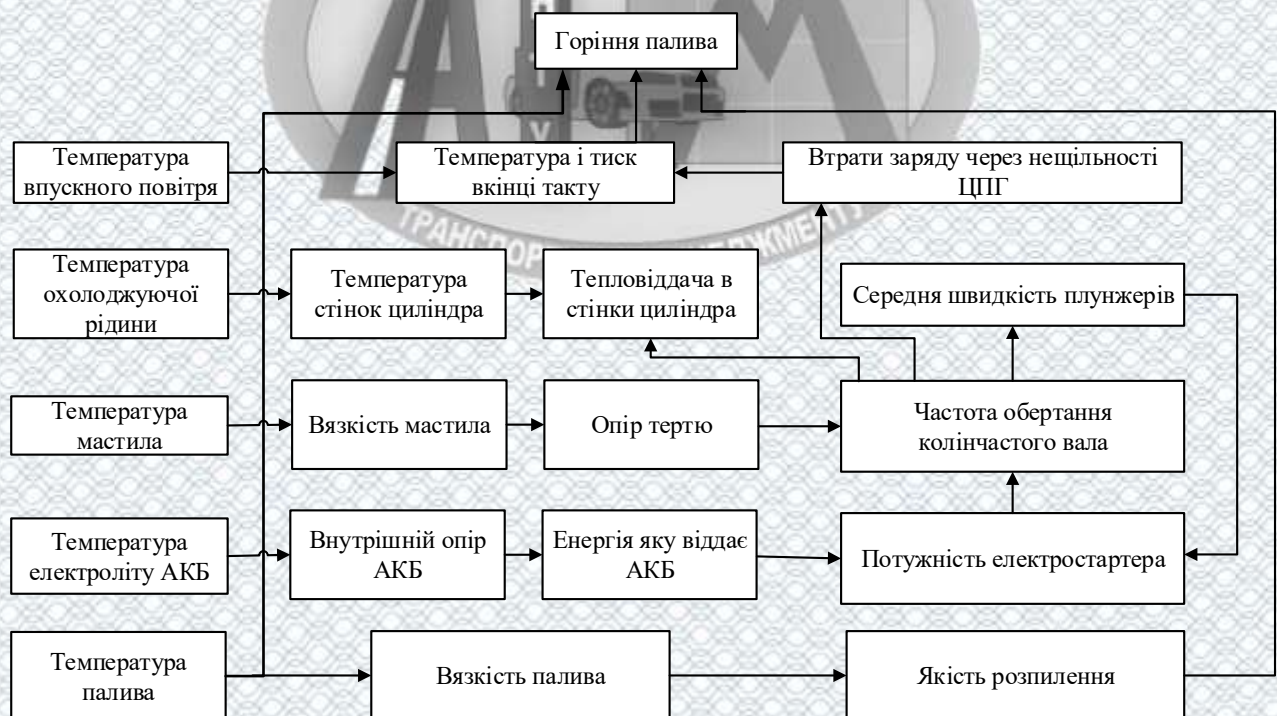 Горіння палива
Температура
впускного повітря
Температура і тиск
вкінці такту
Втрати заряду через нещільності
ЦПГ
Температура
охолоджуючої
рідини
Температура
стінок циліндра
Тепловіддача в
стінки циліндра
Середня швидкість плунжерів
Температура
мастила
Вязкість мастила
Опір тертю
Частота обертання
колінчастого вала
Температура
електроліту АКБ
Внутрішній опір
АКБ
Енергія яку віддає
АКБ
Потужність електростартера
Температура
палива
Вязкість палива
Якість розпилення